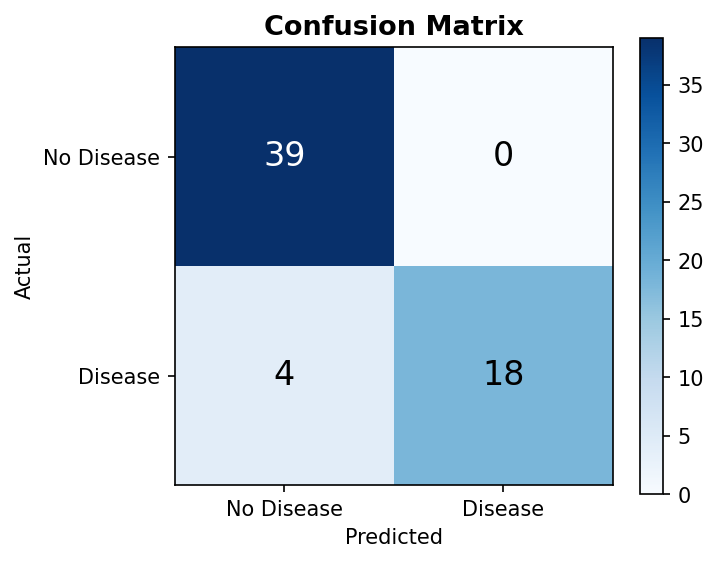 Confusion Matrix
No Disease
39
0
Disease
4
18
Actual
No Disease
Disease
Predicted
35
30
25
20
15
10
5
0